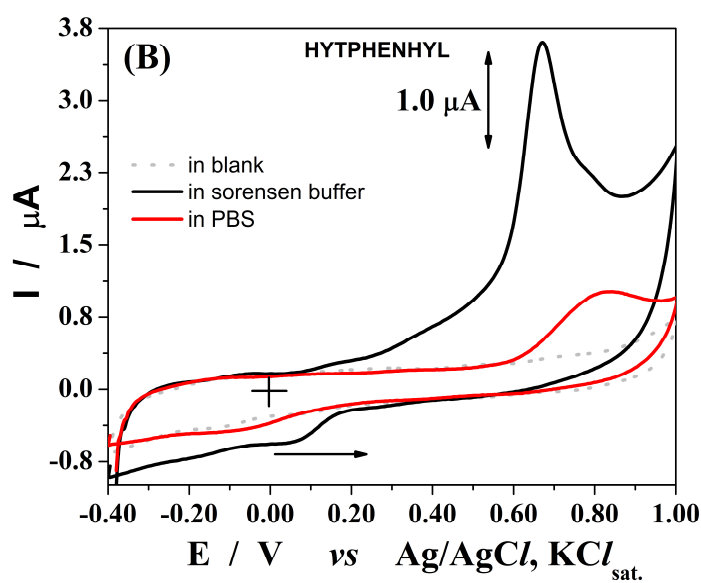 (B)
HYTPHENHYL
1.0 μA
in blank
in sorensen buffer
in PBS
I / μA
3.8
3.0
2.3
1.5
0.8
0.0
-0.8
-0.40 -0.20 0.00 0.20 0.40 0.60 0.80 1.00
E / V vs Ag/AgCl, KCl sat.